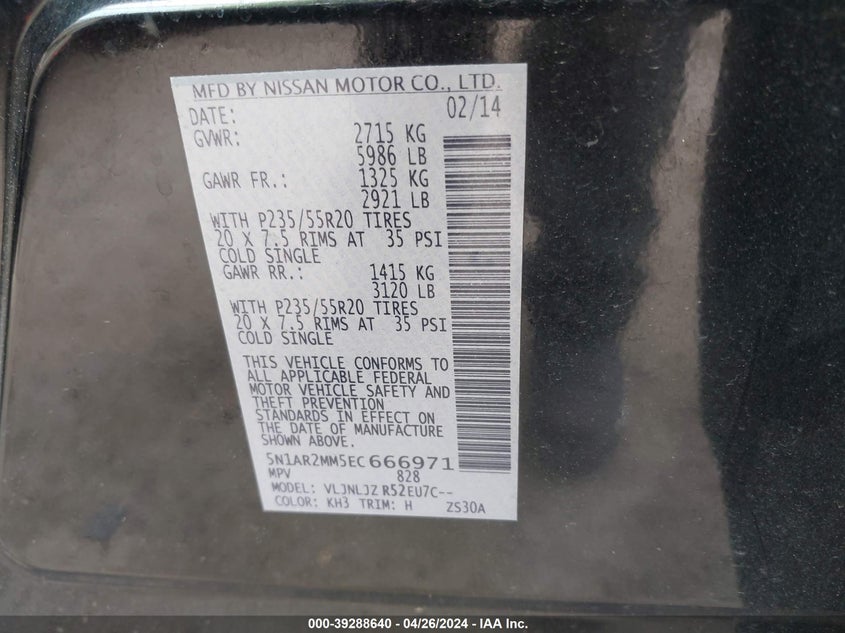 MFD BY NISSAN MOTOR CO., LTD.
DATE: 02/14
GVWR: 2715 KG
5986 LB
GAWR FR.: 1325 KG
2921 LB
WITH P235/55R20 TIRES
20 X 7.5 RIMS AT 35 PSI
COLD SINGLE
GAWR RR.: 1415 KG
3120 LB
WITH P235/55R20 TIRES
20 X 7.5 RIMS AT 35 PSI
COLD SINGLE
THIS VEHICLE CONFORMS TO
ALL APPLICABLE FEDERAL
MOTOR VEHICLE SAFETY AND
THEFT PREVENTION
STANDARDS IN EFFECT ON
THE DATE OF MANUFACTURE
SHOWN ABOVE.
5N1AR2MM5EC666971
MPV 828
MODEL: VLJNLJZ R52EU7C--
COLOR: KH3 TRIM: H ZS30A
000-39288640 - 04/26/2024 - IAA Inc.